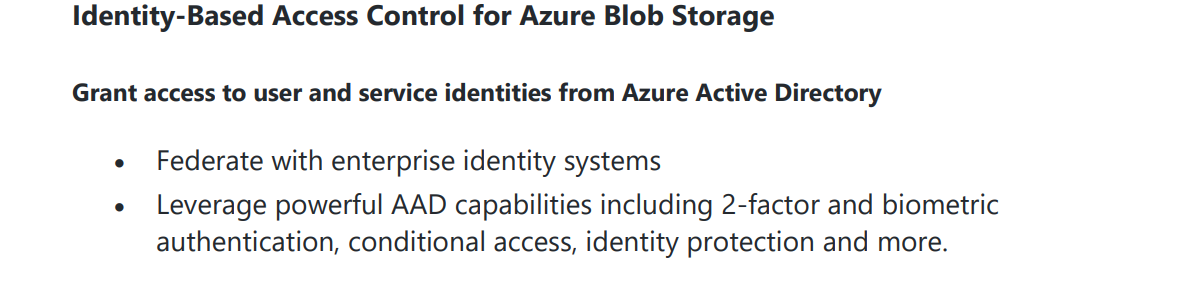 Identity-Based Access Control for Azure Blob Storage
Grant access to user and service identities from Azure Active Directory
• Federate with enterprise identity systems
• Leverage powerful AAD capabilities including 2-factor and biometric
authentication, conditional access, identity protection and more.